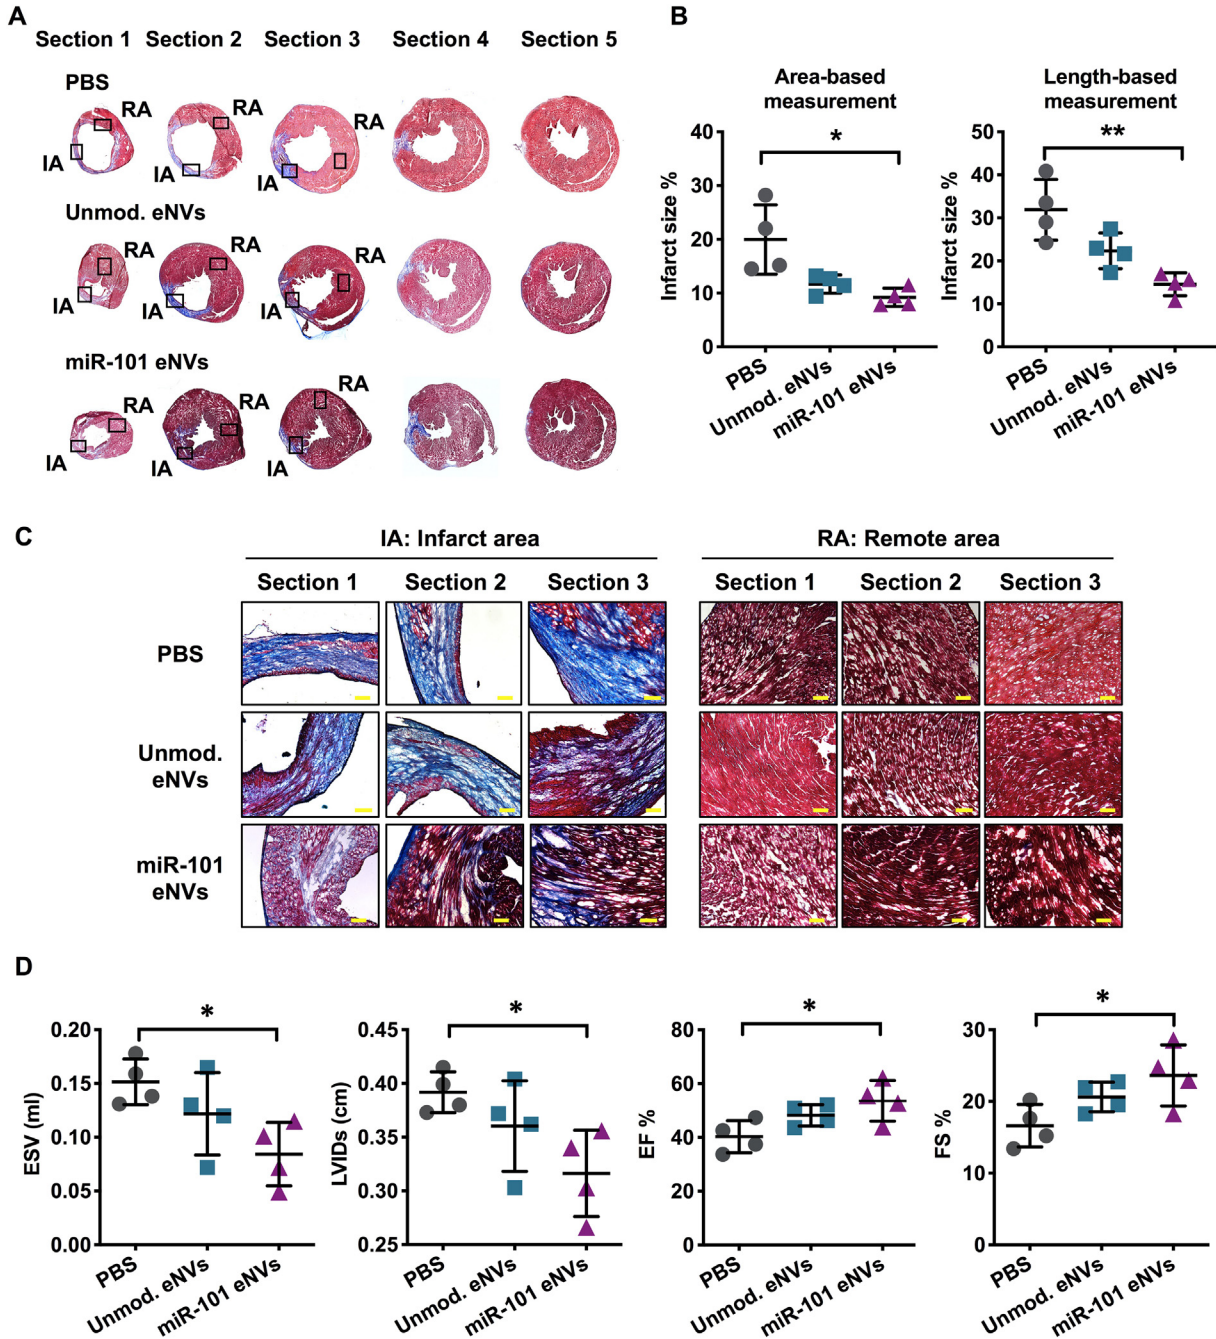 A
Section 1 Section 2 Section 3 Section 4 Section 5
PBS
RA RA RA
IA IA IA
Unmod. eNVs
RA RA RA
IA IA IA
miR-101 eNVs
RA RA RA
IA IA IA
B
Area-based
measurement
*
Infarct size %
40
30
20
10
0
PBS
Unmod. eNVs
miR-101 eNVs
Length-based
measurement
**
Infarct size %
50
40
30
20
10
0
PBS
Unmod. eNVs
miR-101 eNVs
C
IA: Infarct area RA: Remote area
Section 1 Section 2 Section 3 Section 1 Section 2 Section 3
PBS
Unmod.
eNVs
miR-101
eNVs
D
*
ESV (ml)
0.20
0.15
0.10
0.05
0.00
PBS
Unmod. eNVs
miR-101 eNVs
*
LVIDs (cm)
0.45
0.40
0.35
0.30
0.25
PBS
Unmod. eNVs
miR-101 eNVs
*
EF %
80
60
40
20
0
PBS
Unmod. eNVs
miR-101 eNVs
*
FS %
30
20
10
0
PBS
Unmod. eNVs
miR-101 eNVs